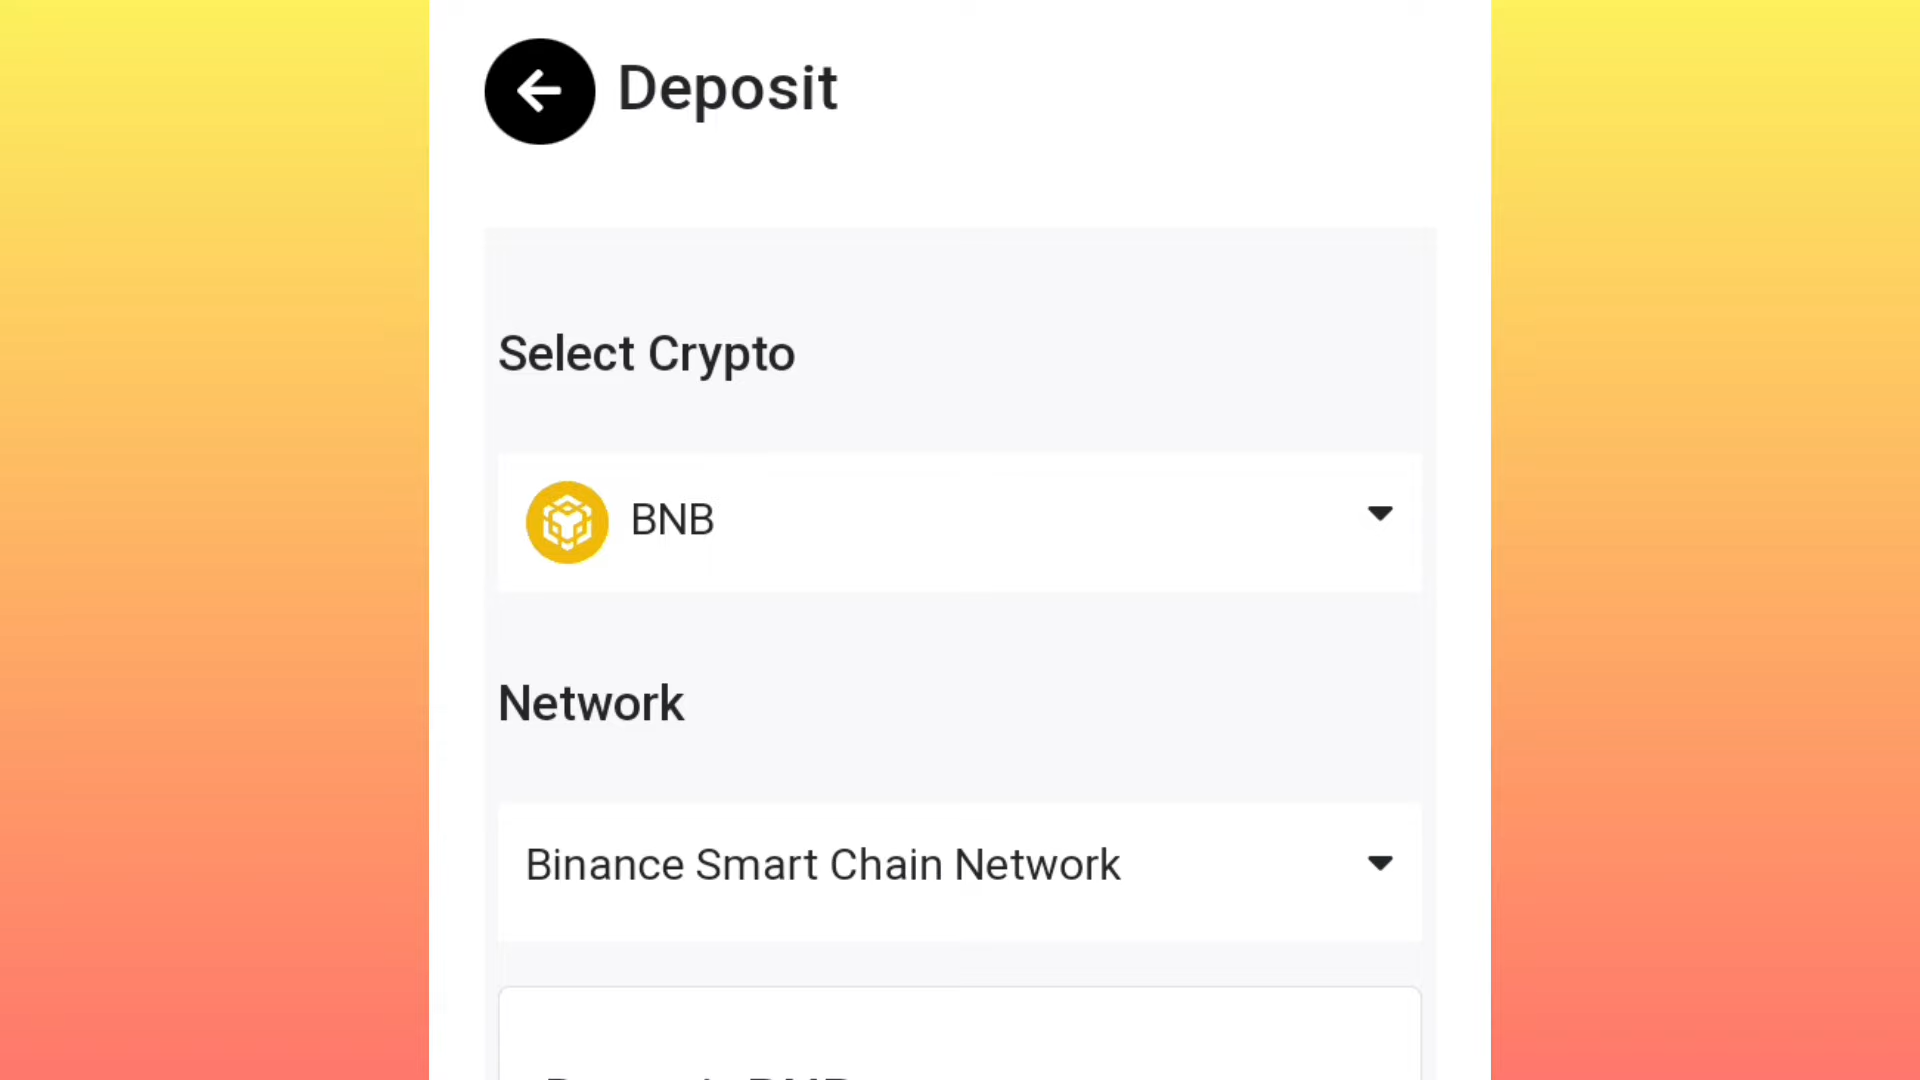 Deposit
Select Crypto
BNB
Network
Binance Smart Chain Network